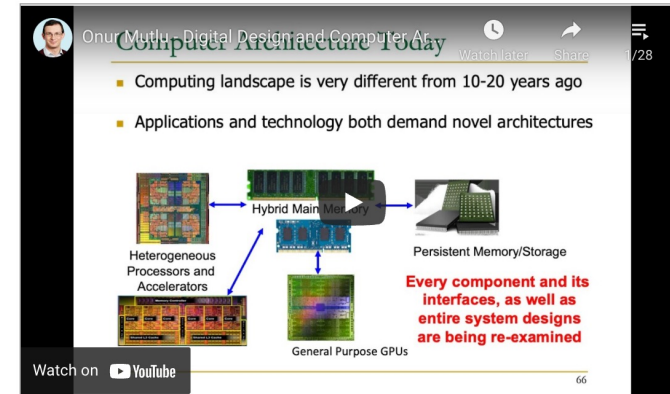 Onur Mutlu - Digital Design and Computer Ar...
Computer Architecture Today
Watch later
Share
1/28
Computing landscape is very different from 10-20 years ago
Applications and technology both demand novel architectures
Hybrid Main Memory
Heterogeneous
Processors and
Accelerators
Persistent Memory/Storage
Every component and its
interfaces, as well as
entire system designs
are being re-examined
General Purpose GPUs
Watch on YouTube
66